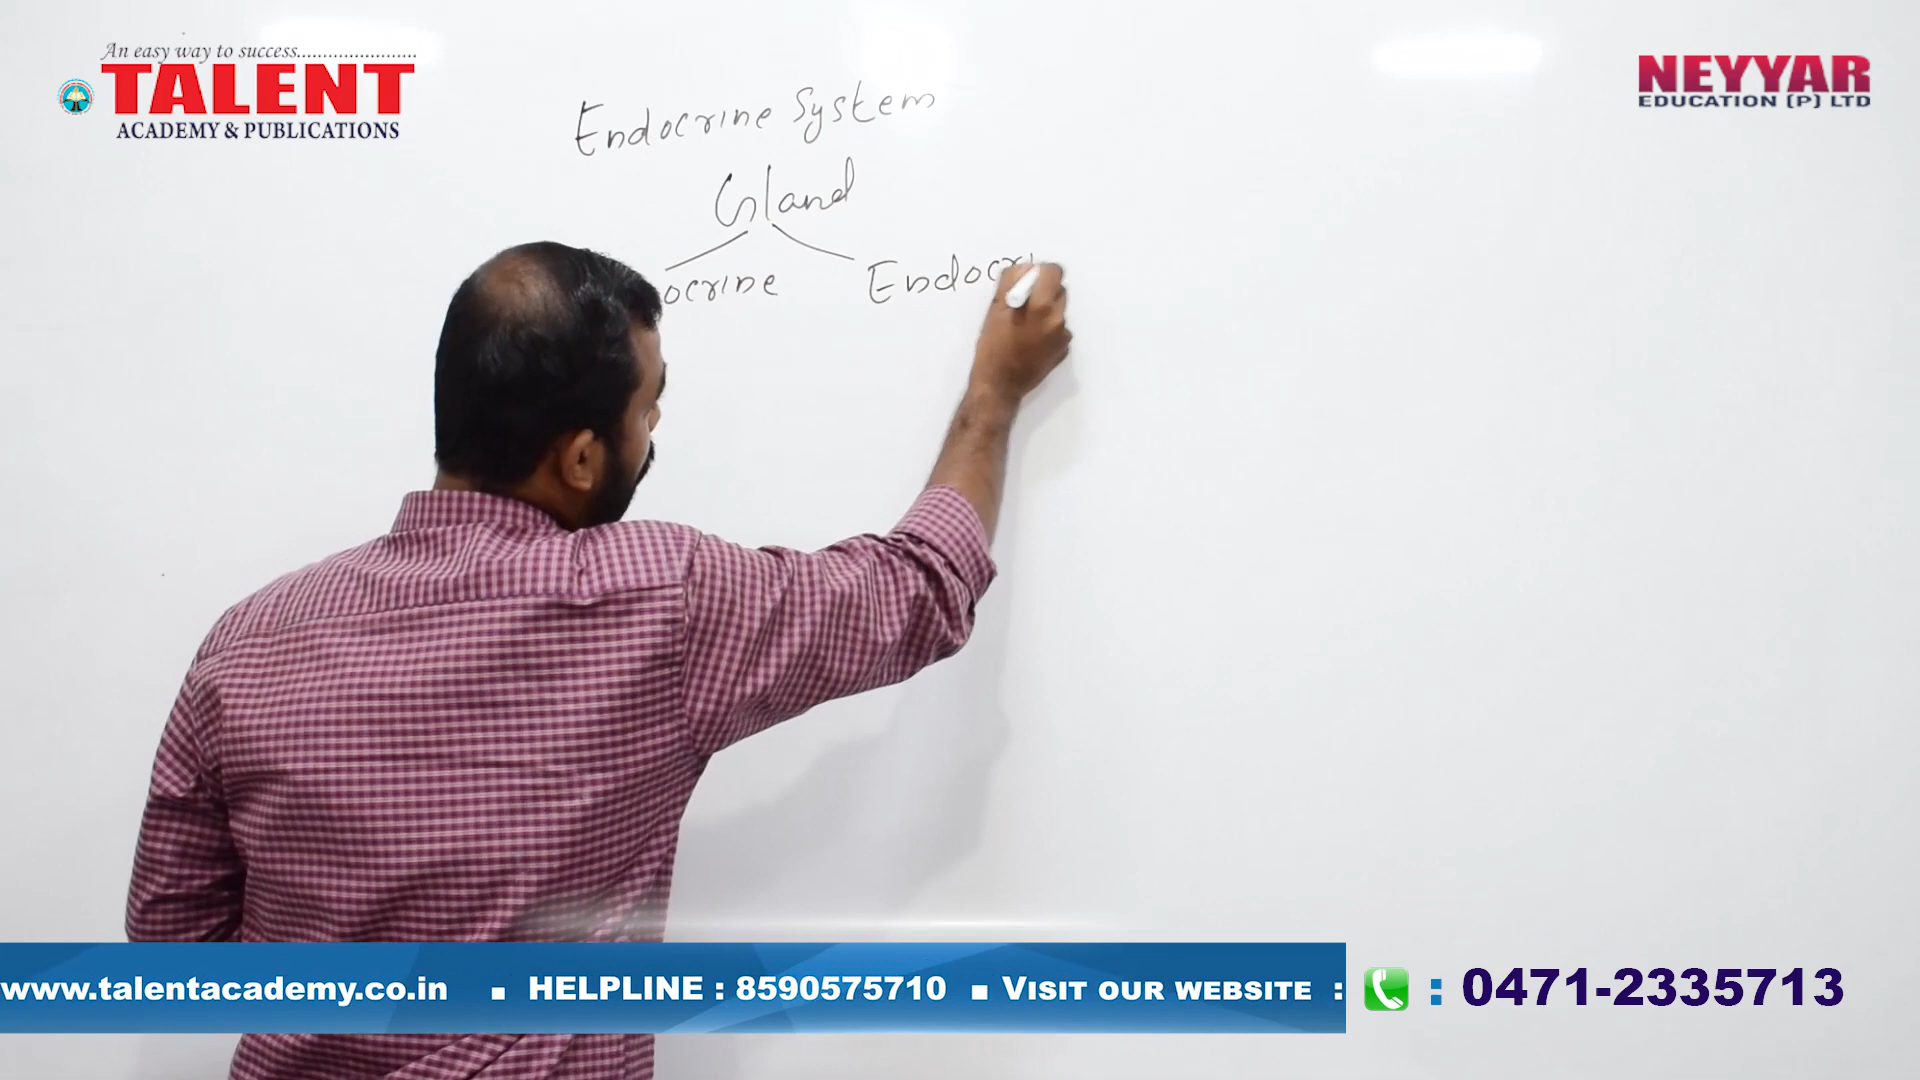 An easy way to success.......................
TALENT
ACADEMY & PUBLICATIONS
NEYYAR
EDUCATION (P) LTD
Endocrine System
Gland
ocrine Endocri
www.talentacademy.co.in ▪ HELPLINE : 8590575710 ▪ VISIT OUR WEBSITE : : 0471-2335713